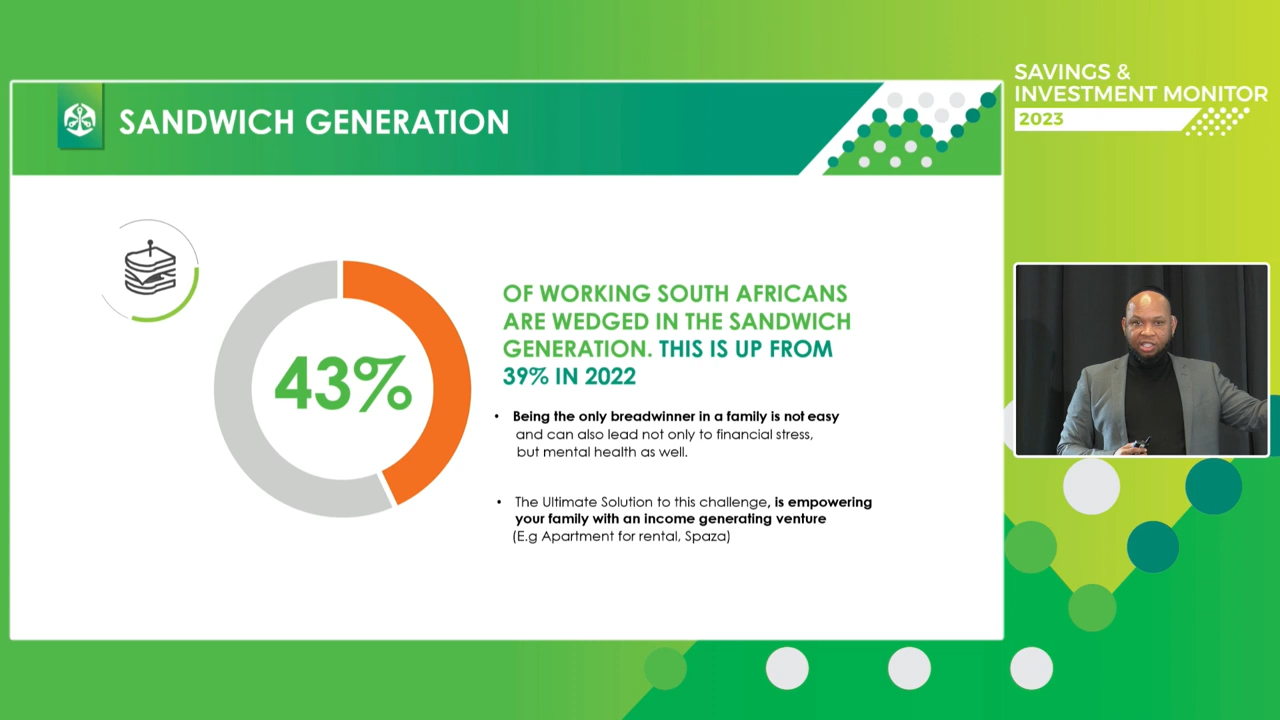 SANDWICH GENERATION
SAVINGS &
INVESTMENT MONITOR
2023
43%
OF WORKING SOUTH AFRICANS
ARE WEDGED IN THE SANDWICH
GENERATION. THIS IS UP FROM
39% IN 2022
• Being the only breadwinner in a family is not easy
and can also lead not only to financial stress,
but mental health as well.
• The Ultimate Solution to this challenge, is empowering
your family with an income generating venture
(E.g Apartment for rental, Spaza)